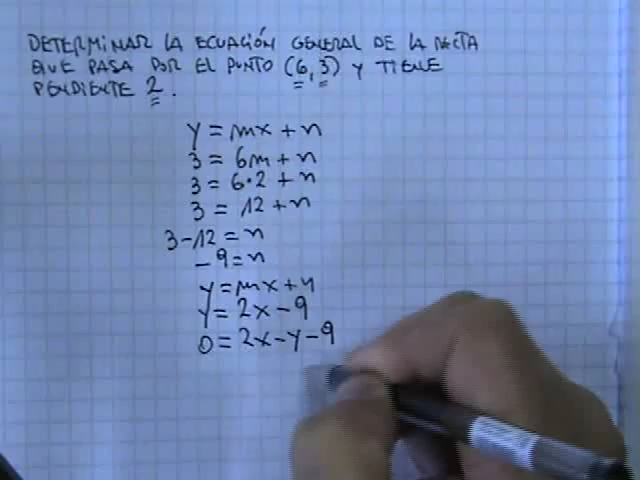 DETERMINAR LA ECUACIÓN GENERAL DE LA RECTA
QUE PASA POR EL PUNTO (6,3) Y TIENE
PENDIENTE 2.
y = mx + n
3 = 6m + n
3 = 6·2 + n
3 = 12 + n
3 - 12 = n
- 9 = n
y = mx + n
y = 2x - 9
0 = 2x - y - 9